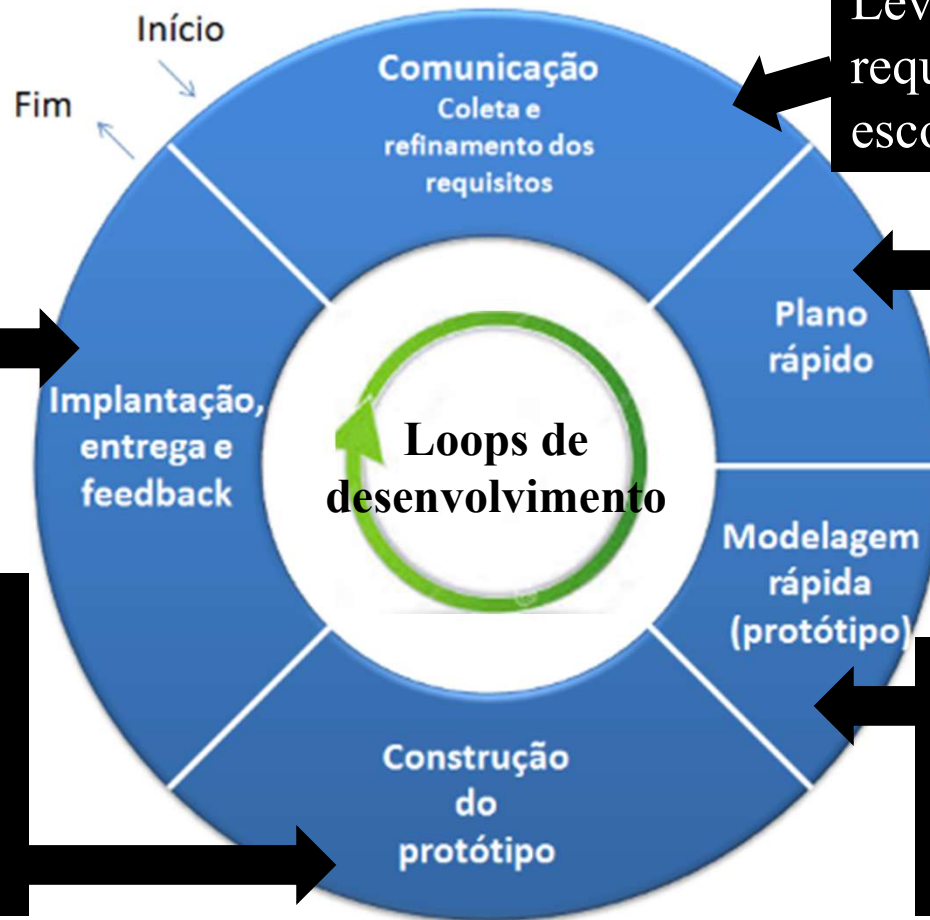 Início
Fim
Comunicação
Coleta e
refinamento dos
requisitos
Plano
rápido
Modelagem
rápida
(protótipo)
Construção
do
protótipo
Implantação,
entrega e
feedback
Loops de
desenvolvimento